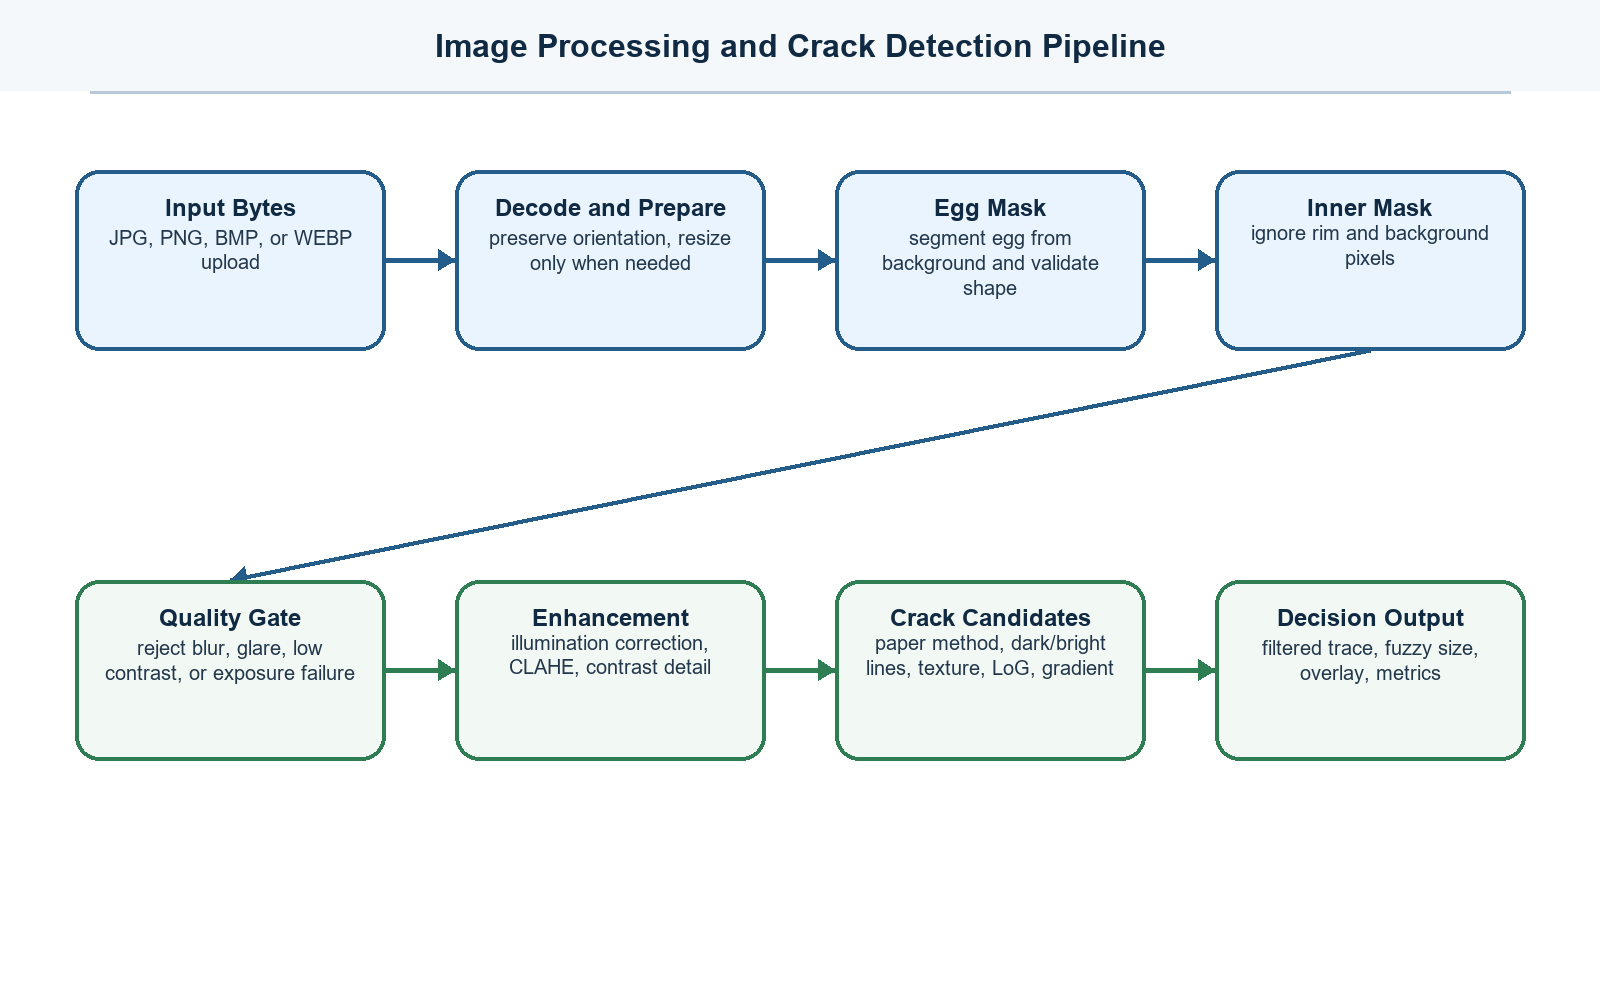 Image Processing and Crack Detection Pipeline
Input Bytes
JPG, PNG, BMP, or WEBP
upload
Decode and Prepare
preserve orientation, resize
only when needed
Egg Mask
segment egg from
background and validate
shape
Inner Mask
ignore rim and background
pixels
Quality Gate
reject blur, glare, low
contrast, or exposure failure
Enhancement
illumination correction,
CLAHE, contrast detail
Crack Candidates
paper method, dark/bright
lines, texture, LoG, gradient
Decision Output
filtered trace, fuzzy size,
overlay, metrics